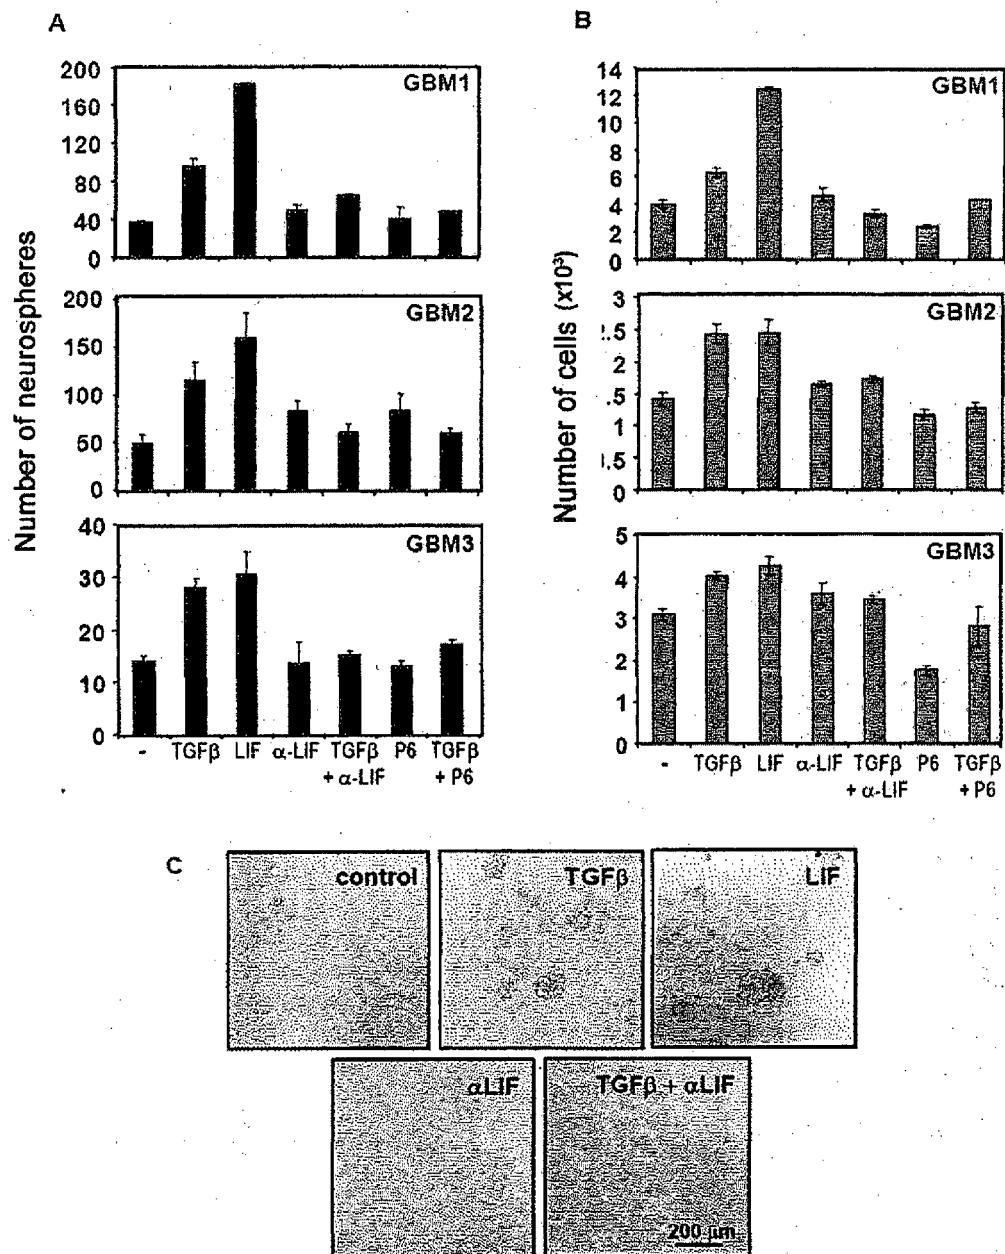 A
Number of neurospheres
GBM1
200
160
120
80
40
0
GBM2
200
150
100
50
0
GBM3
40
30
20
10
0
- TGFβ LIF α-LIF TGFβ P6 TGFβ
+ α-LIF + P6
B
Number of cells (x10³)
GBM1
14
12
10
8
6
4
2
0
GBM2
3
.5
2
.5
1
.5
0
GBM3
5
4
3
2
1
0
- TGFβ LIF α-LIF TGFβ P6 TGFβ
+ α-LIF + P6
C
control
TGFβ
LIF
αLIF
TGFβ + αLIF
200 µm